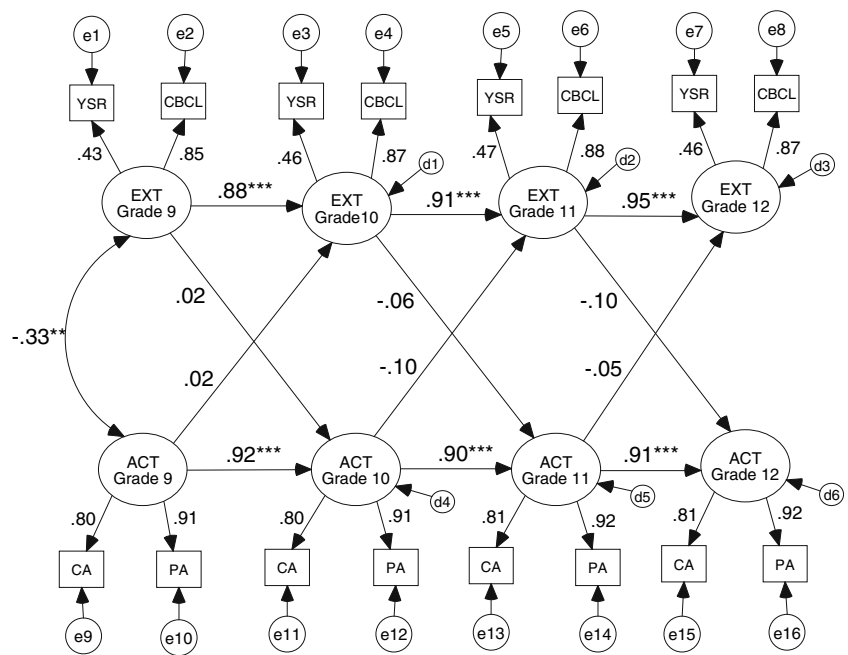 e1 e2 e3 e4 e5 e6 e7 e8
YSR CBCL YSR CBCL YSR CBCL YSR CBCL
.43 .85 .46 .87 .47 .88 .46 .87
d1 d2 d3
EXT
Grade 9
EXT
Grade10
EXT
Grade 11
EXT
Grade 12
.88*** .91*** .95***
.02 -.06 -.10
-.33**
.02 -.10 -.05
ACT
Grade 9
ACT
Grade 10
ACT
Grade 11
ACT
Grade 12
.92*** .90*** .91***
d4 d5 d6
.80 .91 .80 .91 .81 .92 .81 .92
CA PA CA PA CA PA CA PA
e9 e10 e11 e12 e13 e14 e15 e16